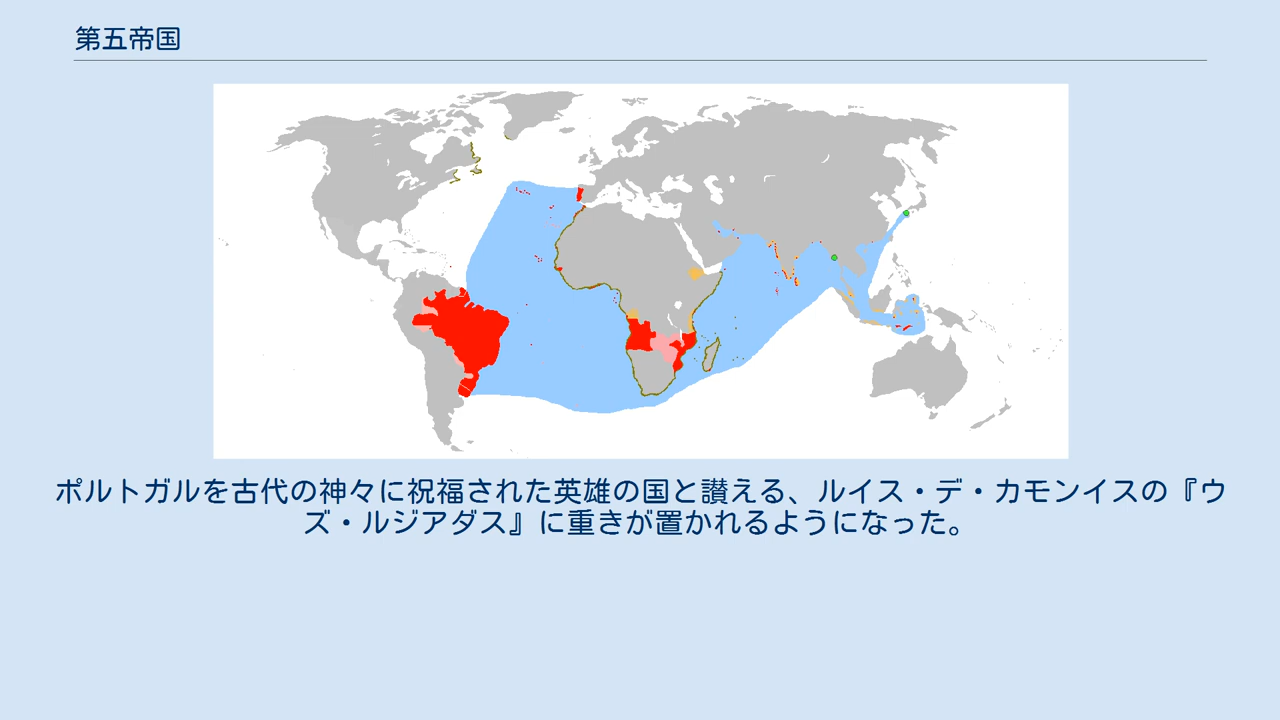 第五帝国
ポルトガルを古代の神々に祝福された英雄の国と讃える、ルイス・デ・カモンイスの『ウ
ズ・ルジアダス』に重きが置かれるようになった。